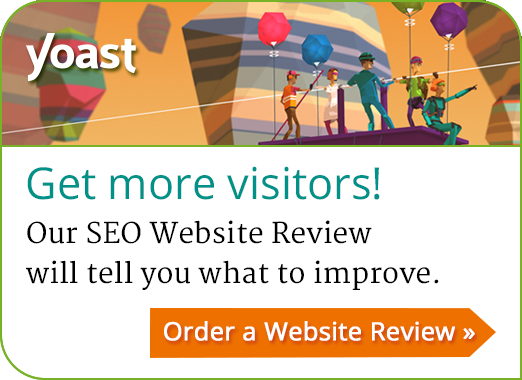 yoast
Get more visitors!
Our SEO Website Review
will tell you what to improve.
Order a Website Review »